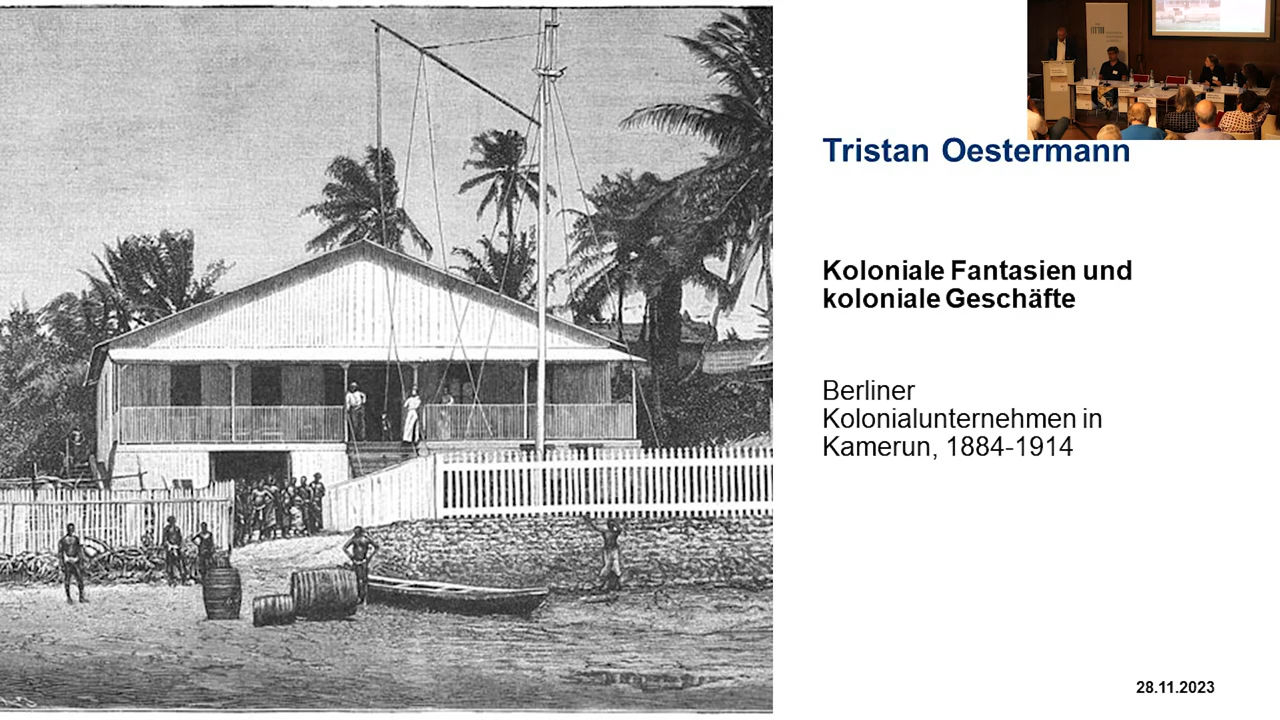 Tristan Oestermann
Koloniale Fantasien und
koloniale Geschäfte
Berliner
Kolonialunternehmen in
Kamerun, 1884-1914
28.11.2023